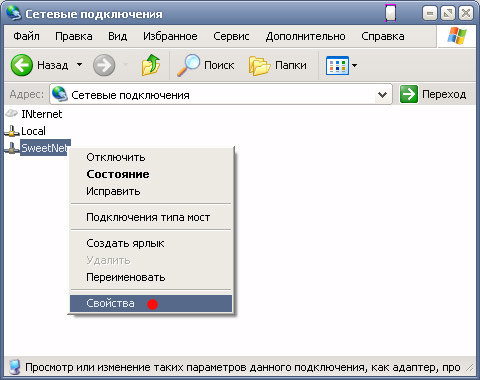 Сетевые подключения
Файл Правка Вид Избранное Сервис Дополнительно Справка
Назад Поиск Папки
Адрес: Сетевые подключения Переход
INternet
Local
SweetNet
Отключить
Состояние
Исправить
Подключения типа мост
Создать ярлык
Удалить
Переименовать
Свойства
Просмотр или изменение таких параметров данного подключения, как адаптер, про